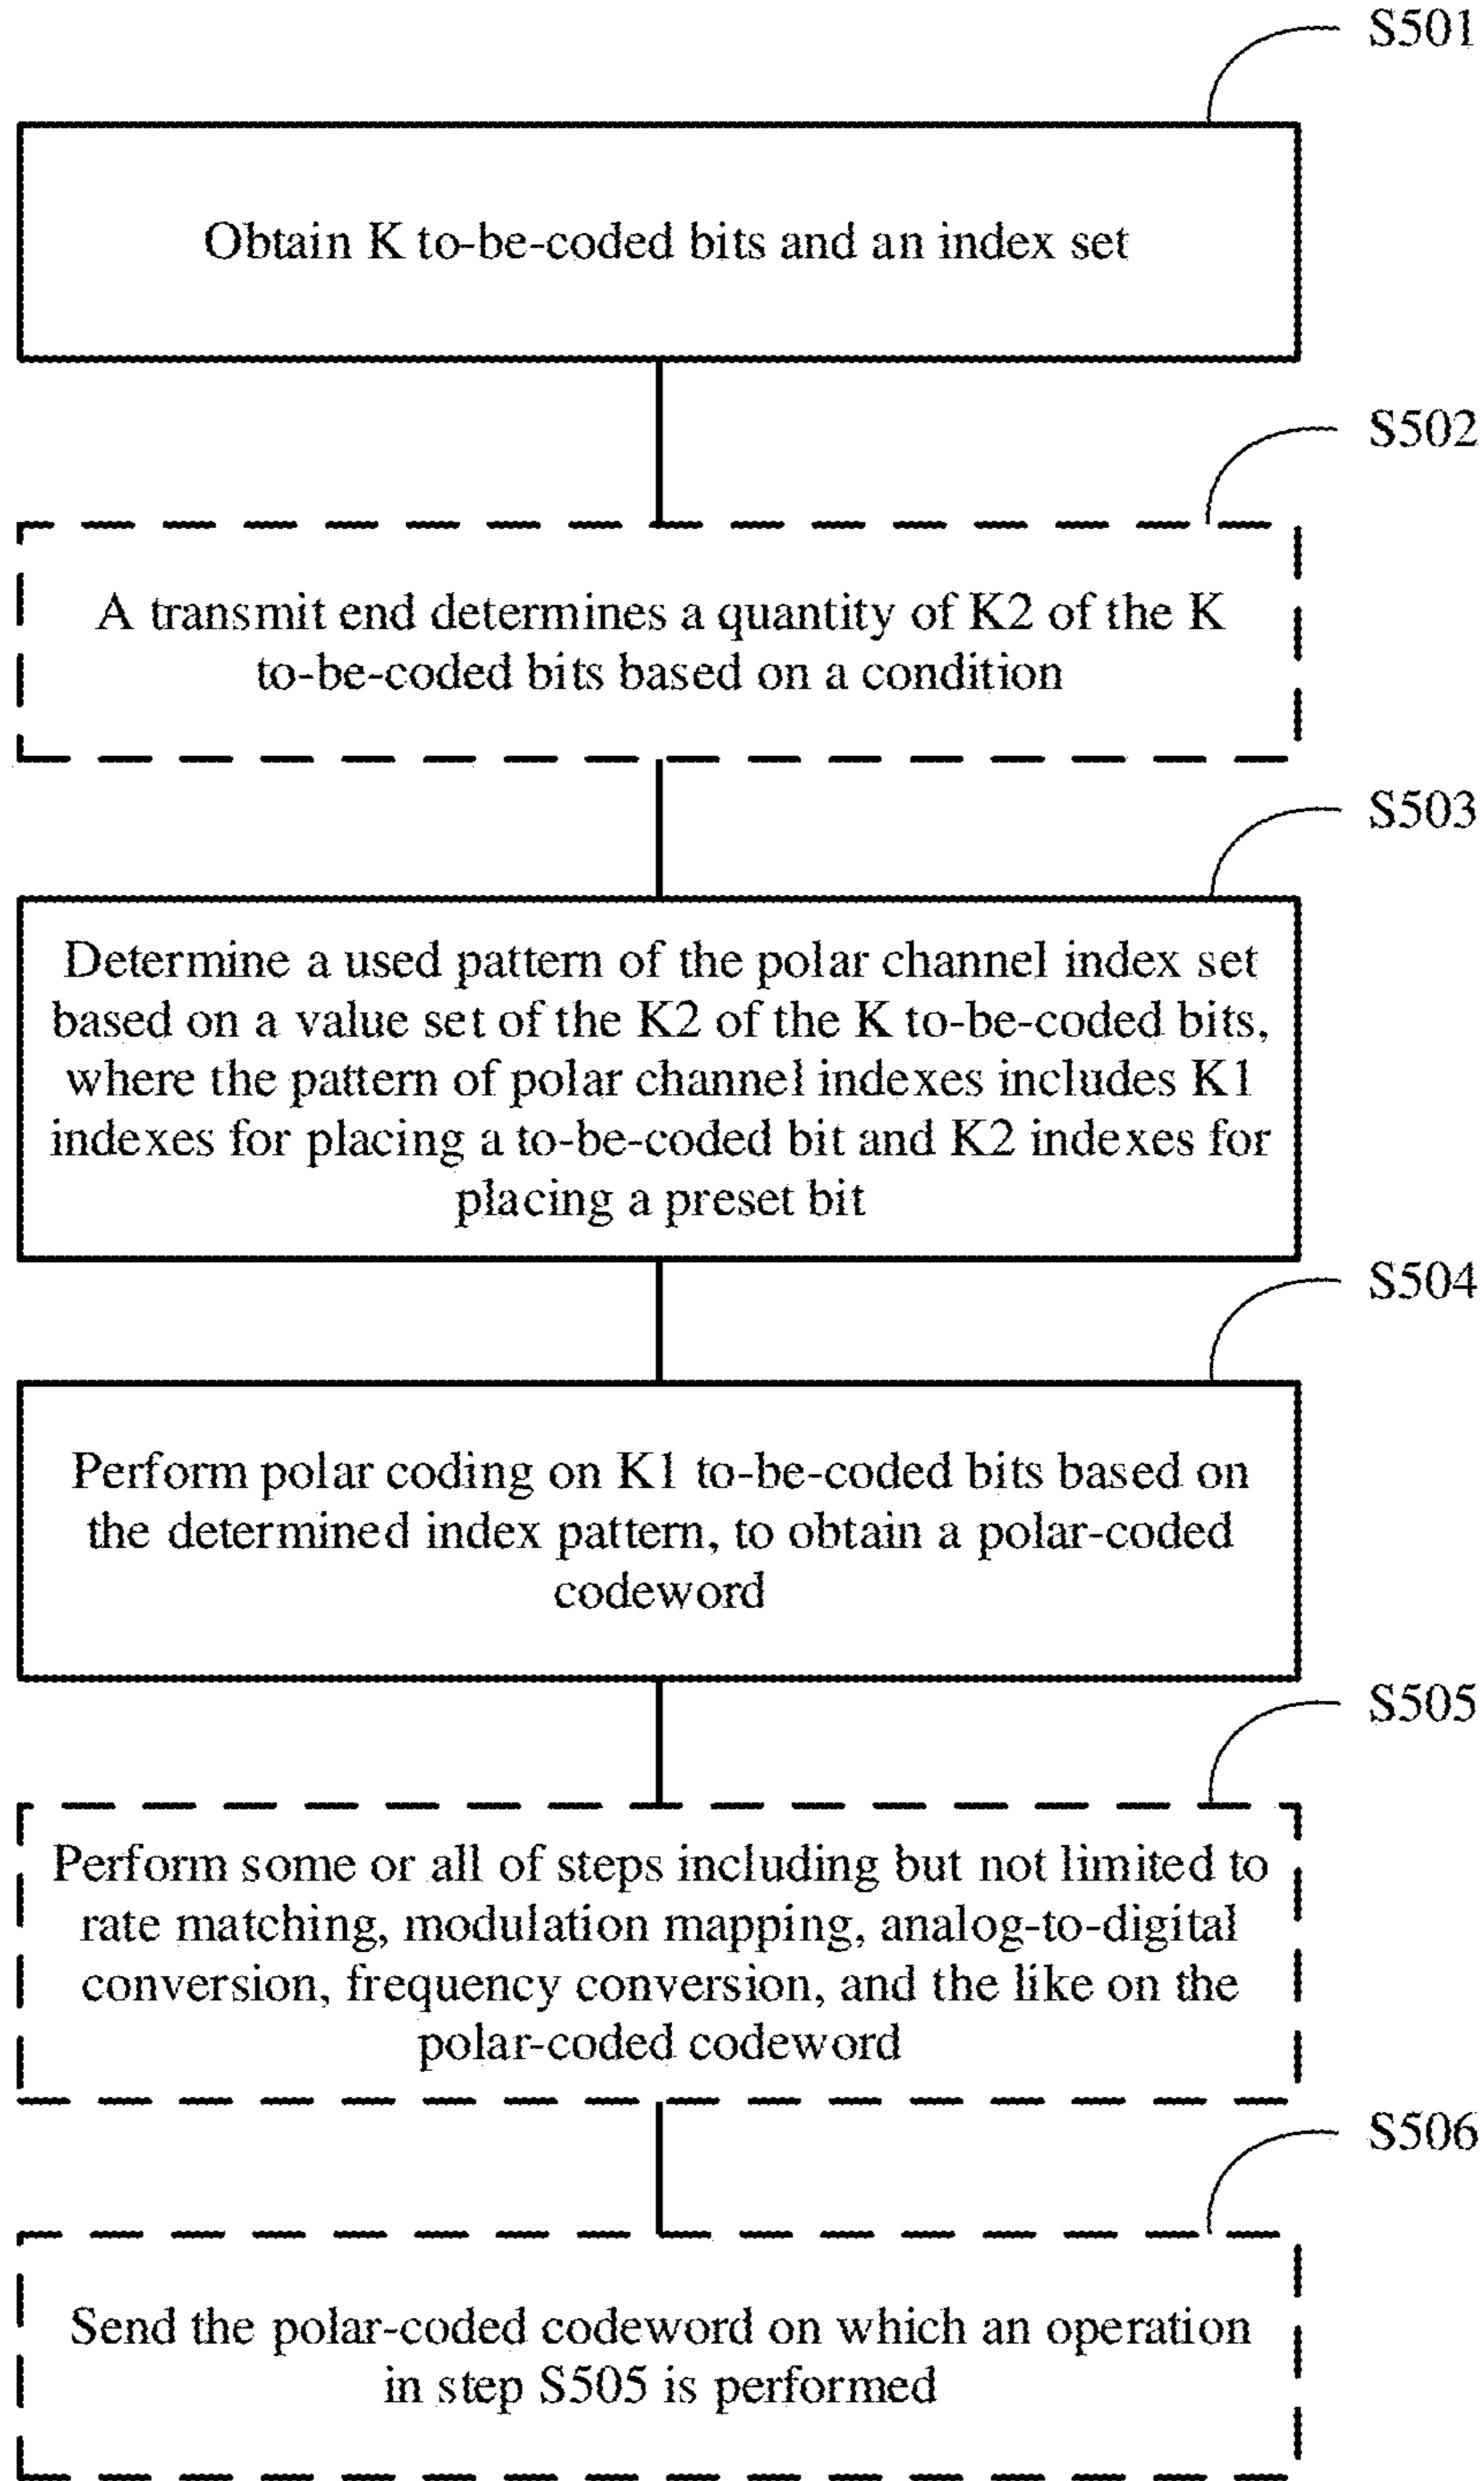 S501
Obtain K to-be-coded bits and an index set
S502
A transmit end determines a quantity of K2 of the K
to-be-coded bits based on a condition
S503
Determine a used pattern of the polar channel index set
based on a value set of the K2 of the K to-be-coded bits,
where the pattern of polar channel indexes includes K1
indexes for placing a to-be-coded bit and K2 indexes for
placing a preset bit
S504
Perform polar coding on K1 to-be-coded bits based on
the determined index pattern, to obtain a polar-coded
codeword
S505
Perform some or all of steps including but not limited to
rate matching, modulation mapping, analog-to-digital
conversion, frequency conversion, and the like on the
polar-coded codeword
S506
Send the polar-coded codeword on which an operation
in step S505 is performed